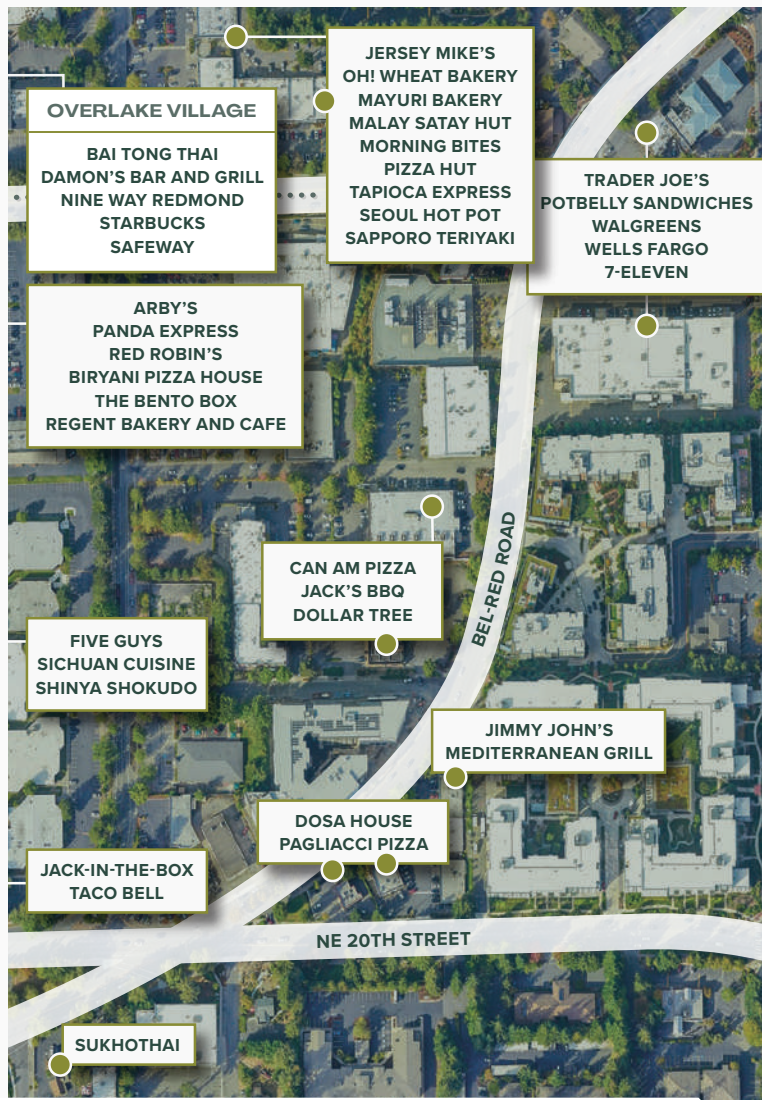 OVERLAKE VILLAGE
BAI TONG THAI
DAMON'S BAR AND GRILL
NINE WAY REDMOND
STARBUCKS
SAFEWAY
JERSEY MIKE'S
OH! WHEAT BAKERY
MAYURI BAKERY
MALAY SATAY HUT
MORNING BITES
PIZZA HUT
TAPIOCA EXPRESS
SEOUL HOT POT
SAPPORO TERIYAKI
TRADER JOE'S
POTBELLY SANDWICHES
WALGREENS
WELLS FARGO
7-ELEVEN
ARBY'S
PANDA EXPRESS
RED ROBIN'S
BIRYANI PIZZA HOUSE
THE BENTO BOX
REGENT BAKERY AND CAFE
CAN AM PIZZA
JACK'S BBQ
DOLLAR TREE
BEL-RED ROAD
FIVE GUYS
SICHUAN CUISINE
SHINYA SHOKUDO
JIMMY JOHN'S
MEDITERRANEAN GRILL
DOSA HOUSE
PAGLIACCI PIZZA
JACK-IN-THE-BOX
TACO BELL
NE 20TH STREET
SUKHOTHAI